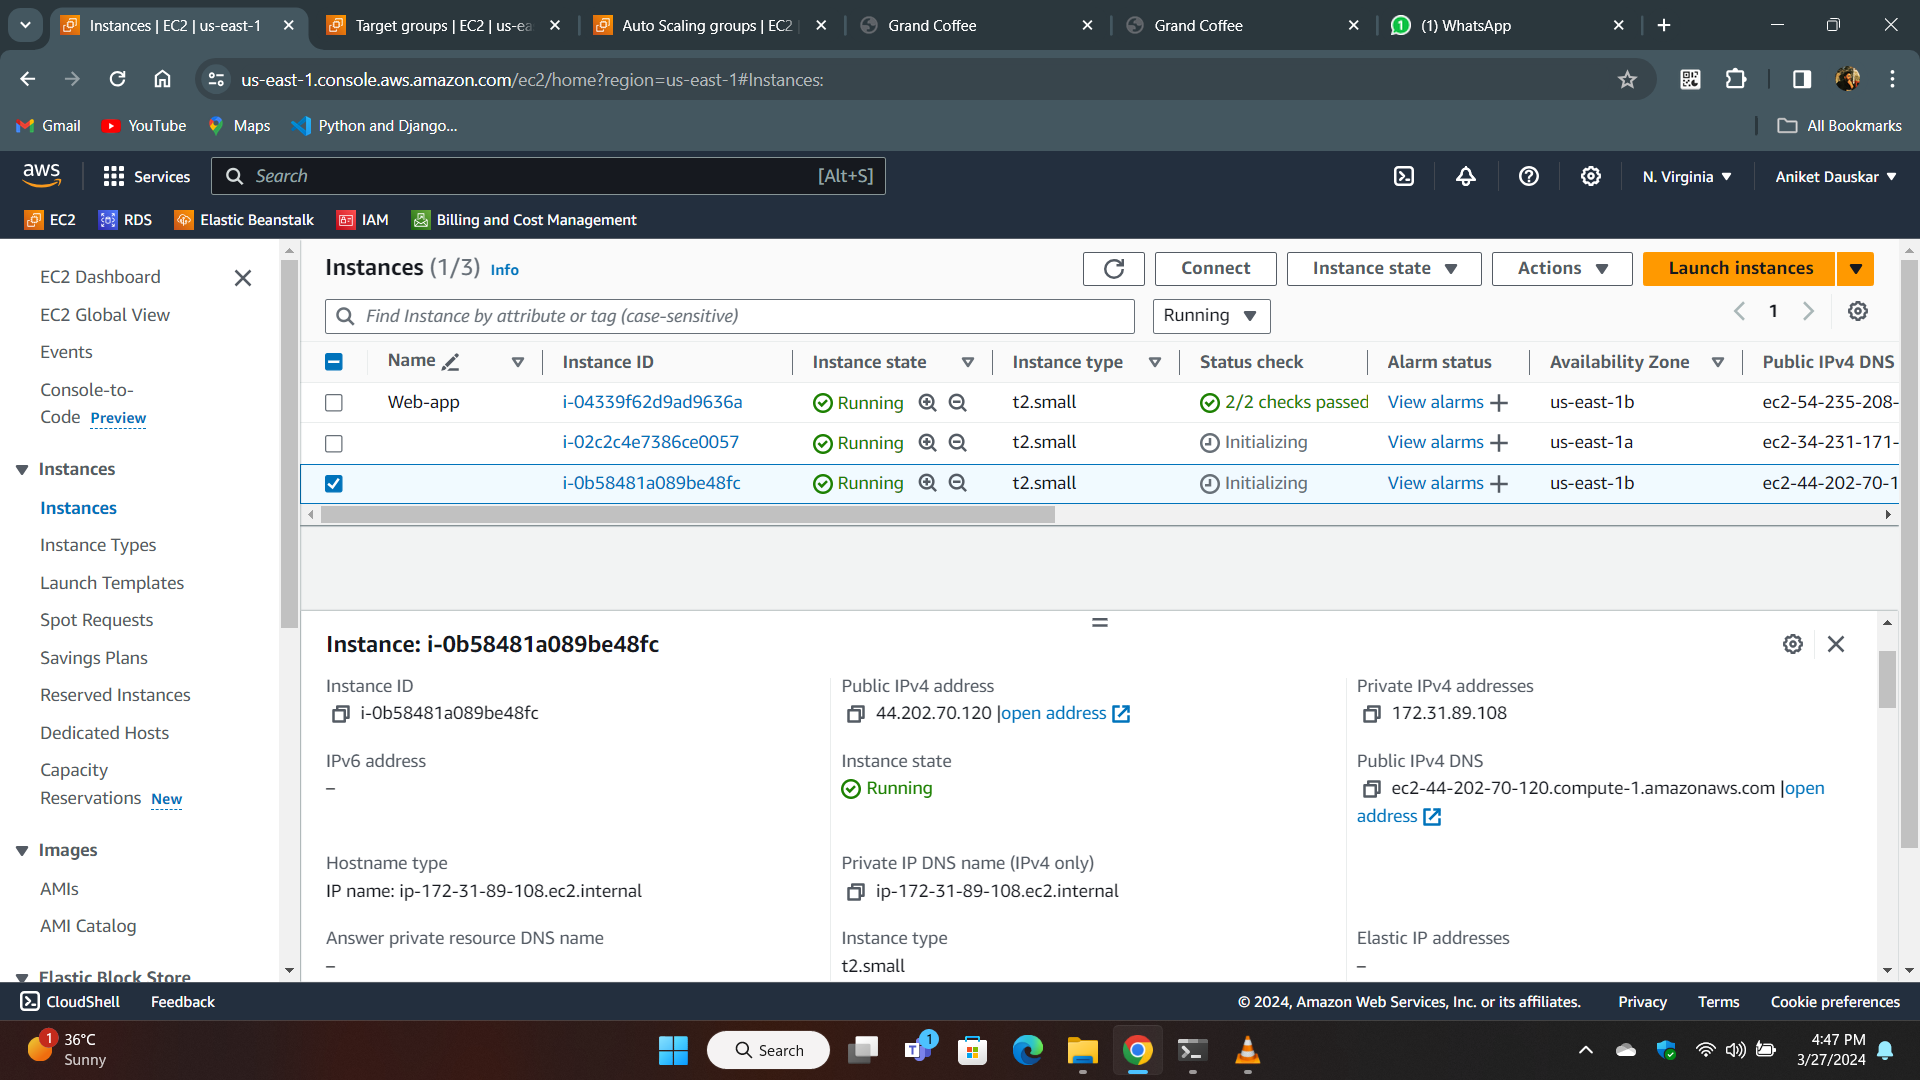 Instances | EC2 | us-east-1
Target groups | EC2 | us-ea
Auto Scaling groups | EC2 |
Grand Coffee
Grand Coffee
(1) WhatsApp
us-east-1.console.aws.amazon.com/ec2/home?region=us-east-1#Instances:
Gmail
YouTube
Maps
Python and Django...
All Bookmarks
aws
Services
Search
[Alt+S]
N. Virginia
Aniket Dauskar
EC2
RDS
Elastic Beanstalk
IAM
Billing and Cost Management
EC2 Dashboard
EC2 Global View
Events
Console-to-
Code Preview
Instances
Instances
Instance Types
Launch Templates
Spot Requests
Savings Plans
Reserved Instances
Dedicated Hosts
Capacity
Reservations New
Images
AMIs
AMI Catalog
Elastic Block Store
Instances (1/3) Info
Connect
Instance state
Actions
Launch instances
Find Instance by attribute or tag (case-sensitive)
Running
1
Name Instance ID Instance state Instance type Status check Alarm status Availability Zone Public IPv4 DNS
Web-app i-04339f62d9ad9636a Running t2.small 2/2 checks passed View alarms us-east-1b ec2-54-235-208-
i-02c2c4e7386ce0057 Running t2.small Initializing View alarms us-east-1a ec2-34-231-171-
i-0b58481a089be48fc Running t2.small Initializing View alarms us-east-1b ec2-44-202-70-1
Instance: i-0b58481a089be48fc
Instance ID
i-0b58481a089be48fc
Public IPv4 address
44.202.70.120 |open address
Private IPv4 addresses
172.31.89.108
IPv6 address
–
Instance state
Running
Public IPv4 DNS
ec2-44-202-70-120.compute-1.amazonaws.com |open
address
Hostname type
IP name: ip-172-31-89-108.ec2.internal
Private IP DNS name (IPv4 only)
ip-172-31-89-108.ec2.internal
Answer private resource DNS name
–
Instance type
t2.small
Elastic IP addresses
–
CloudShell
Feedback
© 2024, Amazon Web Services, Inc. or its affiliates.
Privacy
Terms
Cookie preferences
1
36°C
Sunny
Search
1
4:47 PM
3/27/2024